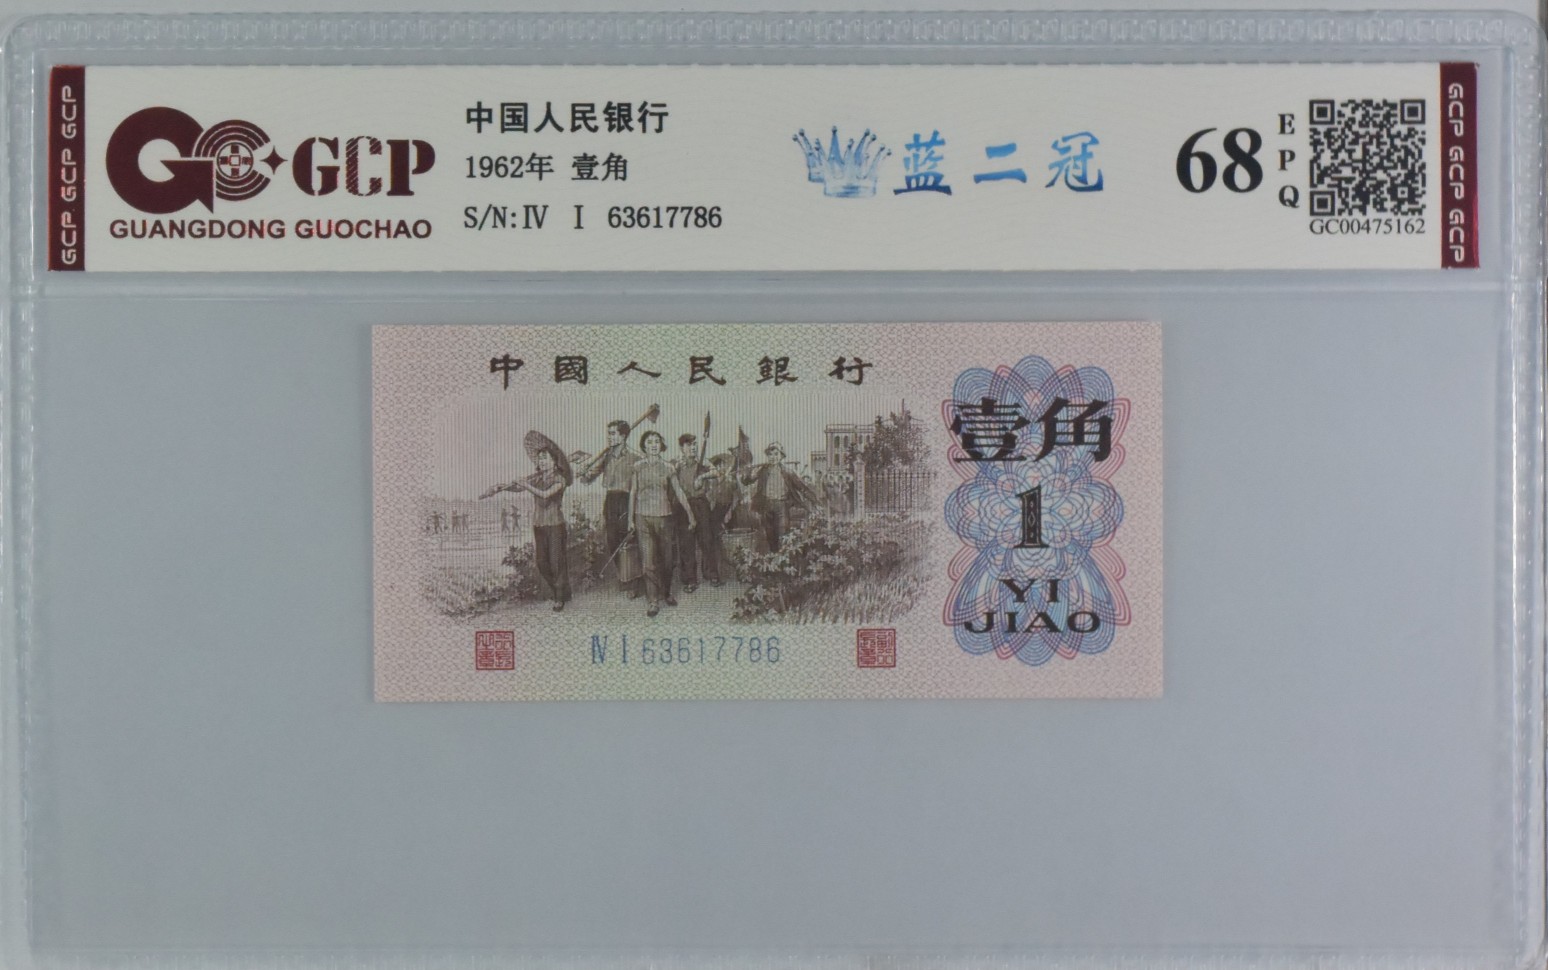 GCP GCP GCP
GCP
GUANGDONG GUOCHAO
中国人民银行
1962年 壹角
S/N: Ⅳ Ⅰ 63617786
蓝二冠
68
EPQ
GC00475162
GCP GCP GCP
中國人民銀行
壹角
1
YI
JIAO
Ⅳ Ⅰ 63617786